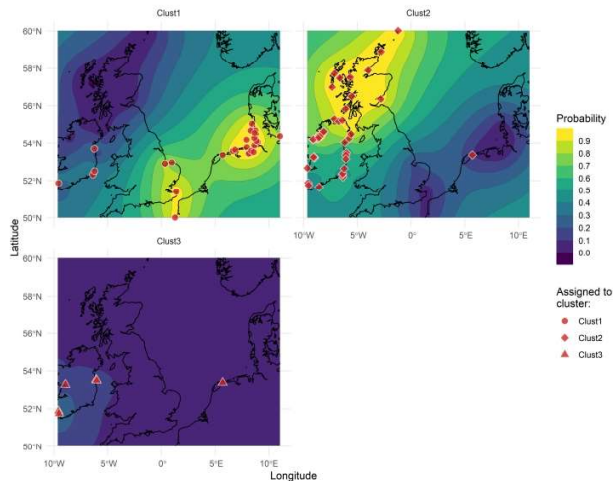 Clust1
Clust2
60°N
58°N
56°N
54°N
52°N
50°N
60°N
58°N
56°N
54°N
52°N
50°N
10°W
5°W
0°
5°E
10°E
Clust3
60°N
58°N
56°N
54°N
52°N
50°N
10°W
5°W
0°
5°E
10°E
Latitude
Longitude
Probability
0.9
0.8
0.7
0.6
0.5
0.4
0.3
0.2
0.1
0.0
Assigned to
cluster:
Clust1
Clust2
Clust3